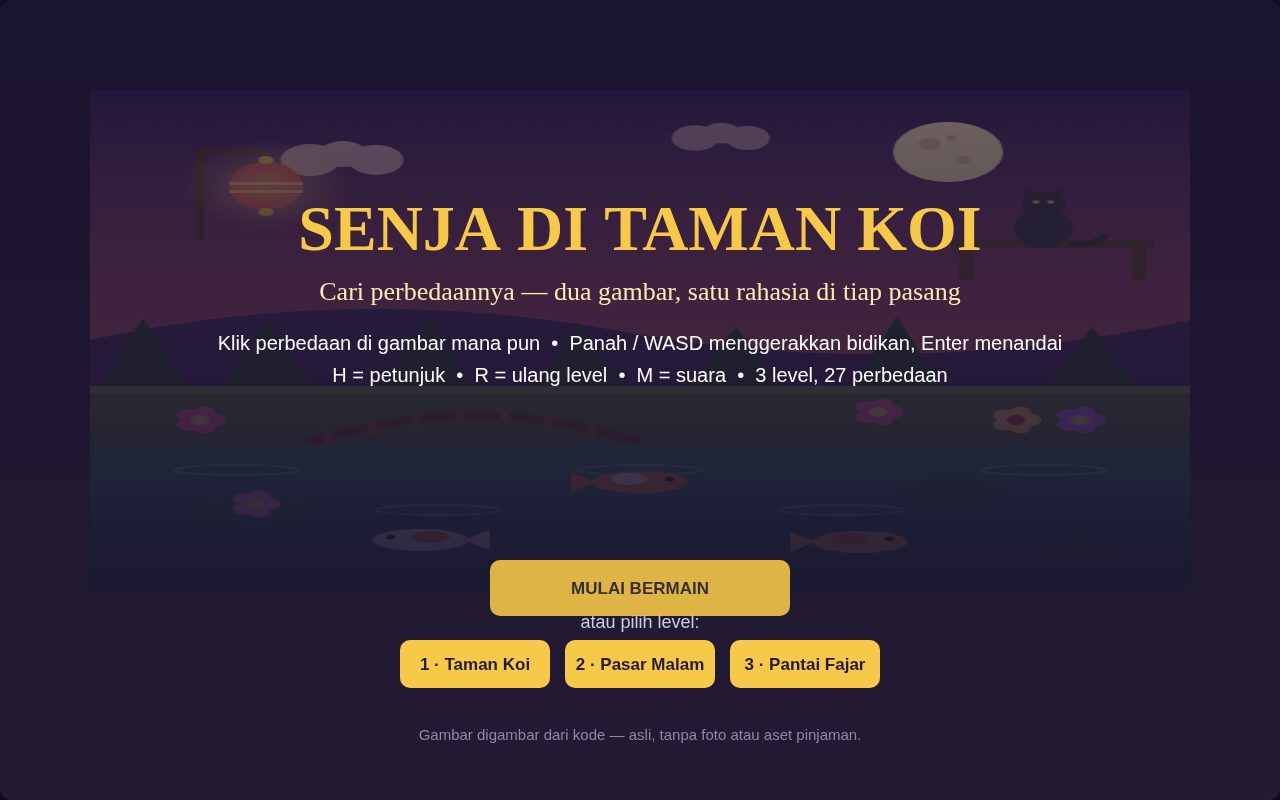 SENJA DI TAMAN KOI
Cari perbedaannya — dua gambar, satu rahasia di tiap pasang
Klik perbedaan di gambar mana pun • Panah / WASD menggerakkan bidikan, Enter menandai
H = petunjuk • R = ulang level • M = suara • 3 level, 27 perbedaan
MULAI BERMAIN
atau pilih level:
1 · Taman Koi 2 · Pasar Malam 3 · Pantai Fajar
Gambar digambar dari kode — asli, tanpa foto atau aset pinjaman.